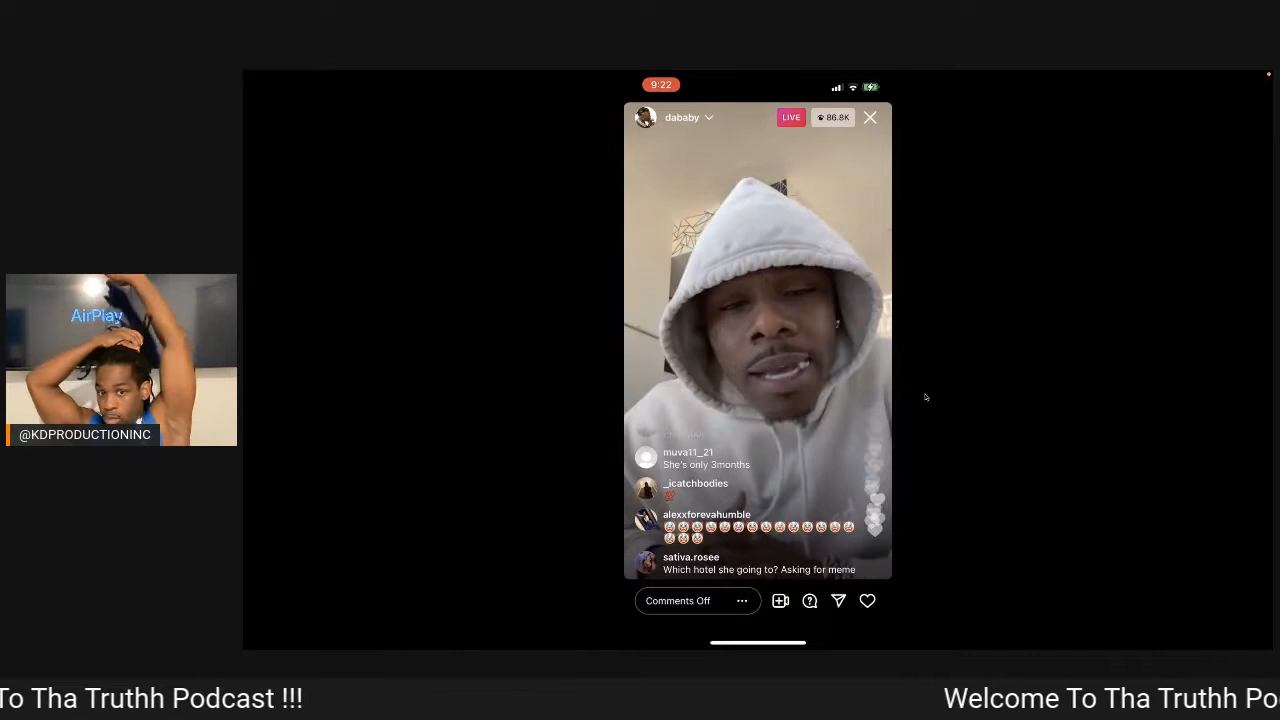 9:22
dababy
LIVE
86.8K
AirPlay
@KDPRODUCTIONINC
muva11_21
She's only 3months
_icatchbodies
💯
alexxforevahumble
🤡🤡🤡🤡🤡🤡🤡🤡🤡🤡🤡🤡🤡🤡
🤡🤡🤡
sativa.rosee
Which hotel she going to? Asking for meme
Comments Off
To Tha Truthh Podcast !!!
Welcome To Tha Truthh Po